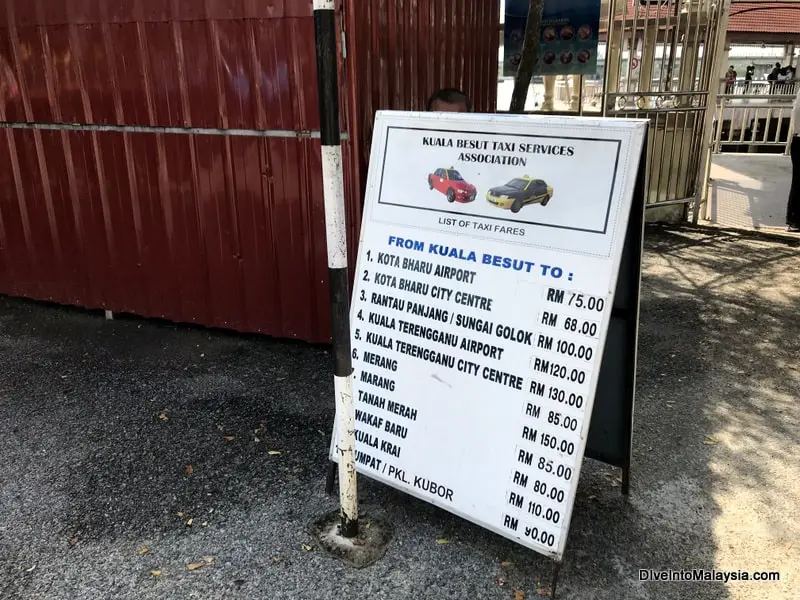 KUALA BESUT TAXI SERVICES
ASSOCIATION
LIST OF TAXI FARES
FROM KUALA BESUT TO :
1. KOTA BHARU AIRPORT RM 75.00
2. KOTA BHARU CITY CENTRE RM 68.00
3. RANTAU PANJANG / SUNGAI GOLOK RM 100.00
4. KUALA TERENGGANU AIRPORT RM120.00
5. KUALA TERENGGANU CITY CENTRE RM 130.00
6. MERANG RM 85.00
MARANG RM 150.00
TANAH MERAH RM 85.00
WAKAF BARU RM 80.00
KUALA KRAI RM 110.00
UMPAT / PKL. KUBOR RM 90.00
DIveIntoMalaysia.com